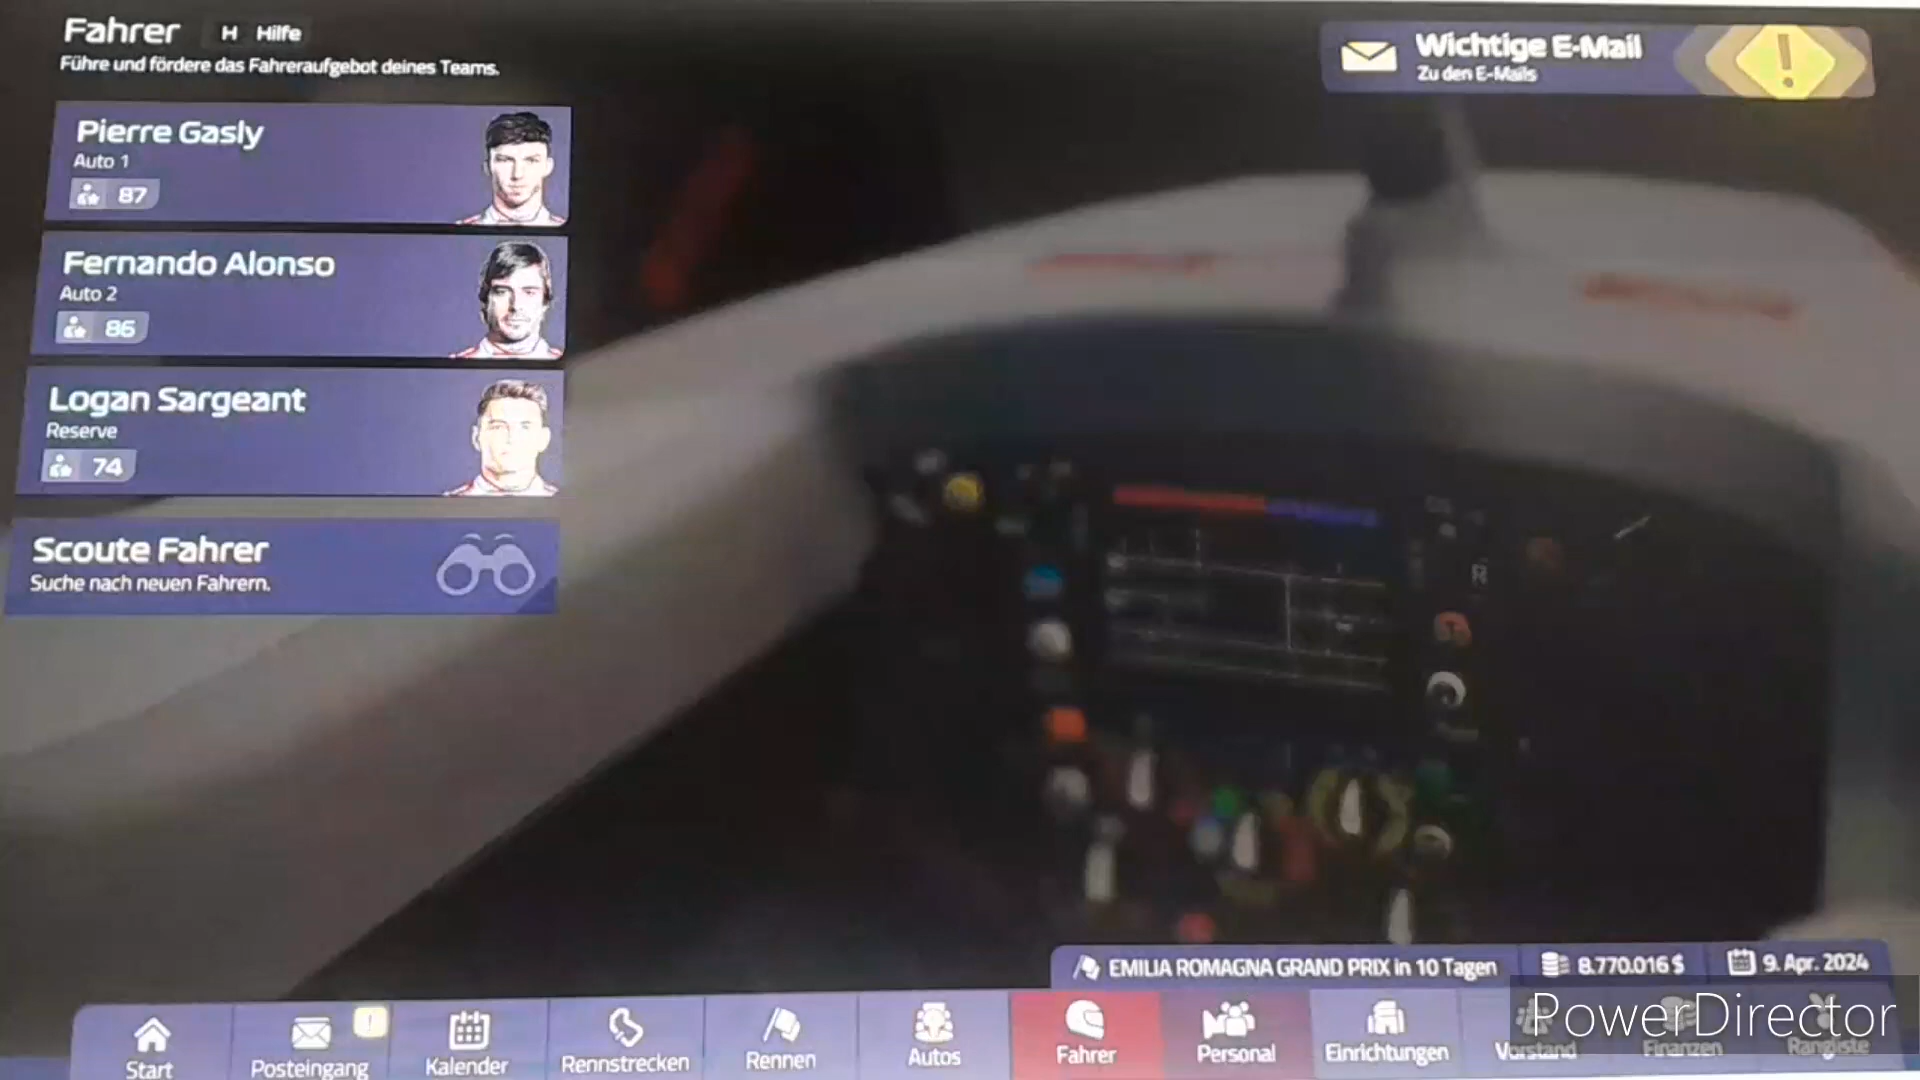 Fahrer
H Hilfe
Führe und fördere das Fahreraufgebot deines Teams.
Wichtige E-Mail
Zu den E-Mails
Pierre Gasly
Auto 1
87
Fernando Alonso
Auto 2
86
Logan Sargeant
Reserve
74
Scoute Fahrer
Suche nach neuen Fahrern.
R
EMILIA ROMAGNA GRAND PRIX in 10 Tagen
8.770.016 $
9. Apr. 2024
PowerDirector
Start
Posteingang
Kalender
Rennstrecken
Rennen
Autos
Fahrer
Personal
Einrichtungen
Vorstand
Finanzen
Rangliste